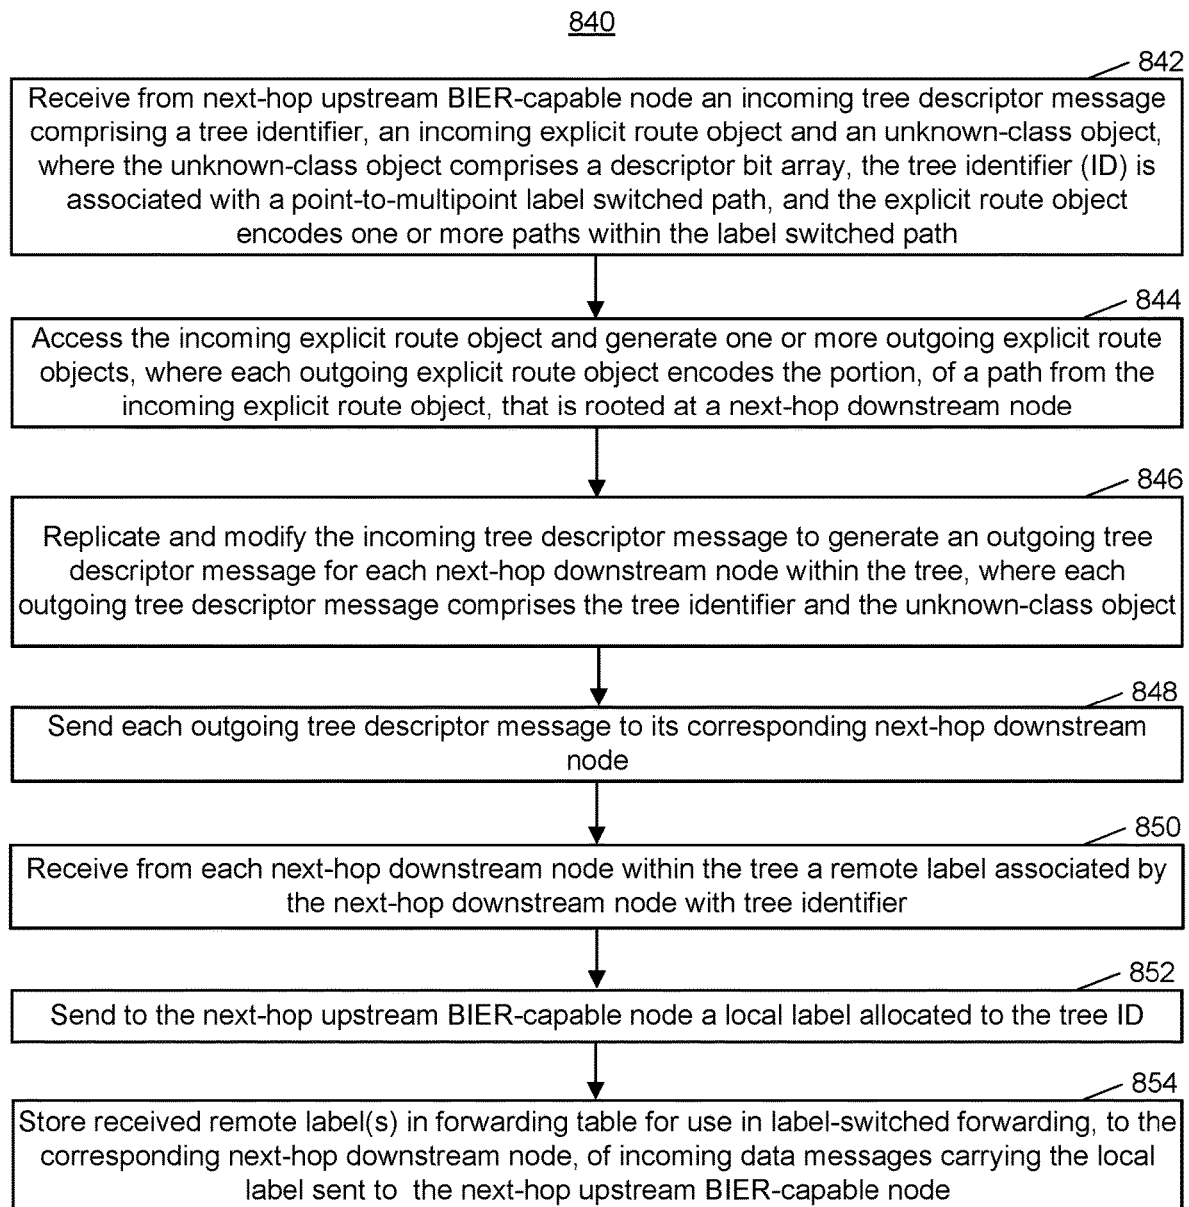 840
842
Receive from next-hop upstream BIER-capable node an incoming tree descriptor message
comprising a tree identifier, an incoming explicit route object and an unknown-class object,
where the unknown-class object comprises a descriptor bit array, the tree identifier (ID) is
associated with a point-to-multipoint label switched path, and the explicit route object
encodes one or more paths within the label switched path
844
Access the incoming explicit route object and generate one or more outgoing explicit route
objects, where each outgoing explicit route object encodes the portion, of a path from the
incoming explicit route object, that is rooted at a next-hop downstream node
846
Replicate and modify the incoming tree descriptor message to generate an outgoing tree
descriptor message for each next-hop downstream node within the tree, where each
outgoing tree descriptor message comprises the tree identifier and the unknown-class object
848
Send each outgoing tree descriptor message to its corresponding next-hop downstream
node
850
Receive from each next-hop downstream node within the tree a remote label associated by
the next-hop downstream node with tree identifier
852
Send to the next-hop upstream BIER-capable node a local label allocated to the tree ID
854
Store received remote label(s) in forwarding table for use in label-switched forwarding, to the
corresponding next-hop downstream node, of incoming data messages carrying the local
label sent to the next-hop upstream BIER-capable node